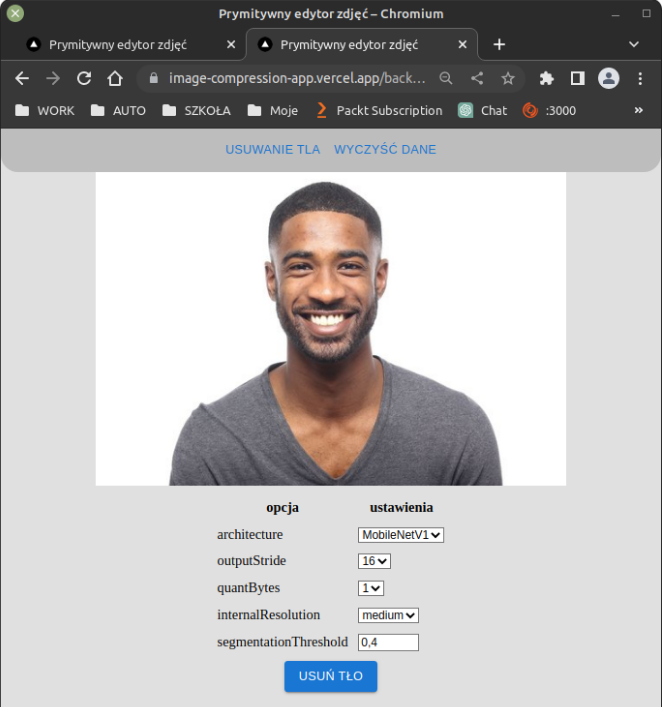 Prymitywny edytor zdjęć – Chromium
Prymitywny edytor zdjęć
Prymitywny edytor zdjęć
image-compression-app.vercel.app/back…
WORK AUTO SZKOŁA Moje Packt Subscription Chat :3000 »
USUWANIE TLA WYCZYŚĆ DANE
opcja ustawienia
architecture MobileNetV1
outputStride 16
quantBytes 1
internalResolution medium
segmentationThreshold 0,4
USUŃ TŁO